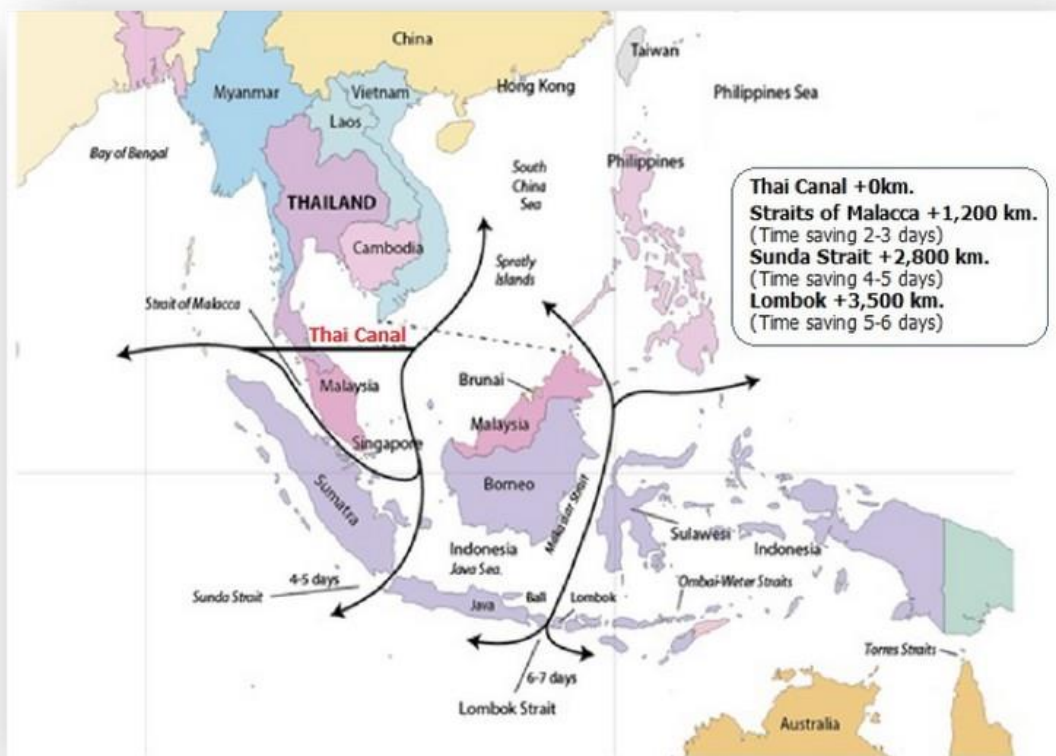 China
Taiwan
Myanmar
Vietnam
Hong Kong
Philippines Sea
Laos
Bay of Bengal
South
China
Sea
Philippines
THAILAND
Cambodia
Spratly
Islands
Strait of Malacca
Thai Canal
Thai Canal +0km.
Straits of Malacca +1,200 km.
(Time saving 2-3 days)
Sunda Strait +2,800 km.
(Time saving 4-5 days)
Lombok +3,500 km.
(Time saving 5-6 days)
Malaysia
Brunai
Malaysia
Singapore
Sumatra
Borneo
Strait
Sulawesi
Indonesia
Java Sea.
Indonesia
4-5 days
Sunda Strait
Java
Bali
Lombok
Ombai-Weter Straits
6-7 days
Lombok Strait
Torres Straits
Australia